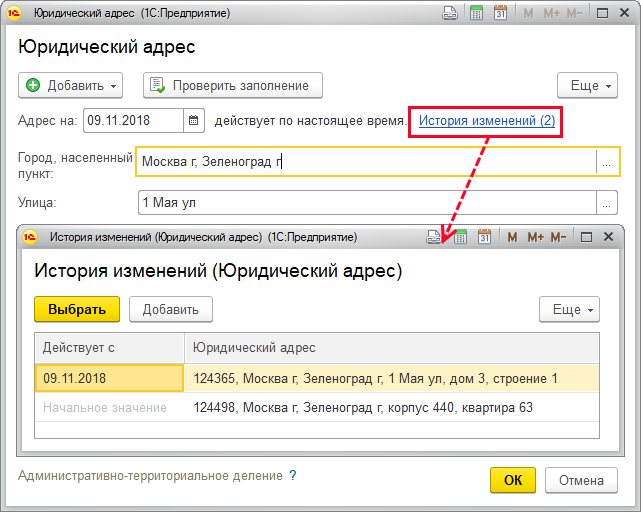 Юридический адрес (1С:Предприятие)
M M+ M-
Юридический адрес
Добавить Проверить заполнение Еще
Адрес на: 09.11.2018 действует по настоящее время. История изменений (2)
Город, населенный пункт: Москва г, Зеленоград г ...
Улица: 1 Мая ул ...
История изменений (Юридический адрес) (1С:Предприятие)
M M+ M-
История изменений (Юридический адрес)
Выбрать Добавить Еще
Действует с Юридический адрес
09.11.2018 124365, Москва г, Зеленоград г, 1 Мая ул, дом 3, строение 1
Начальное значение 124498, Москва г, Зеленоград г, корпус 440, квартира 63
Административно-территориальное деление ? ОК Отмена